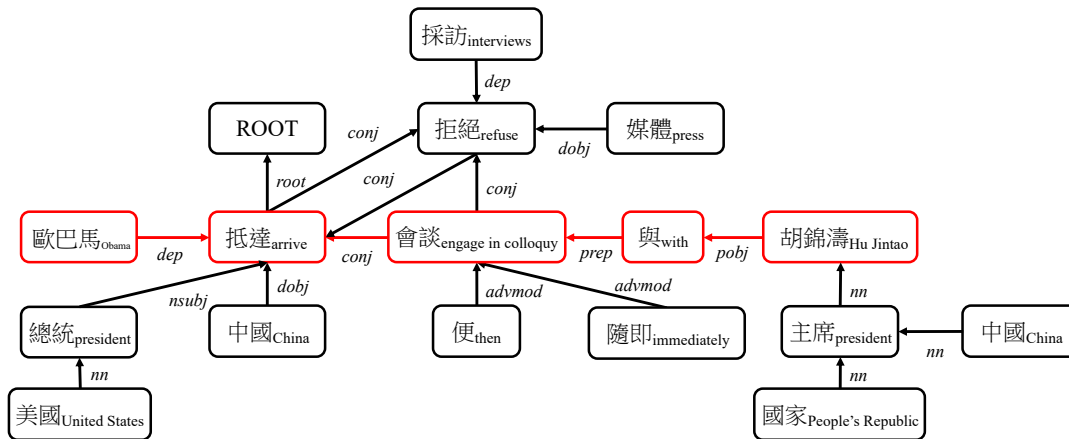 採訪interviews
dep
ROOT
conj
拒絕refuse
媒體press
dobj
root
conj
conj
歐巴馬Obama
抵達arrive
會談engage in colloquy
與with
胡錦濤Hu Jintao
dep
conj
prep
pobj
nsubj
dobj
advmod
advmod
nn
總統president
中國China
便then
隨即immediately
主席president
中國China
nn
nn
nn
美國United States
國家People's Republic